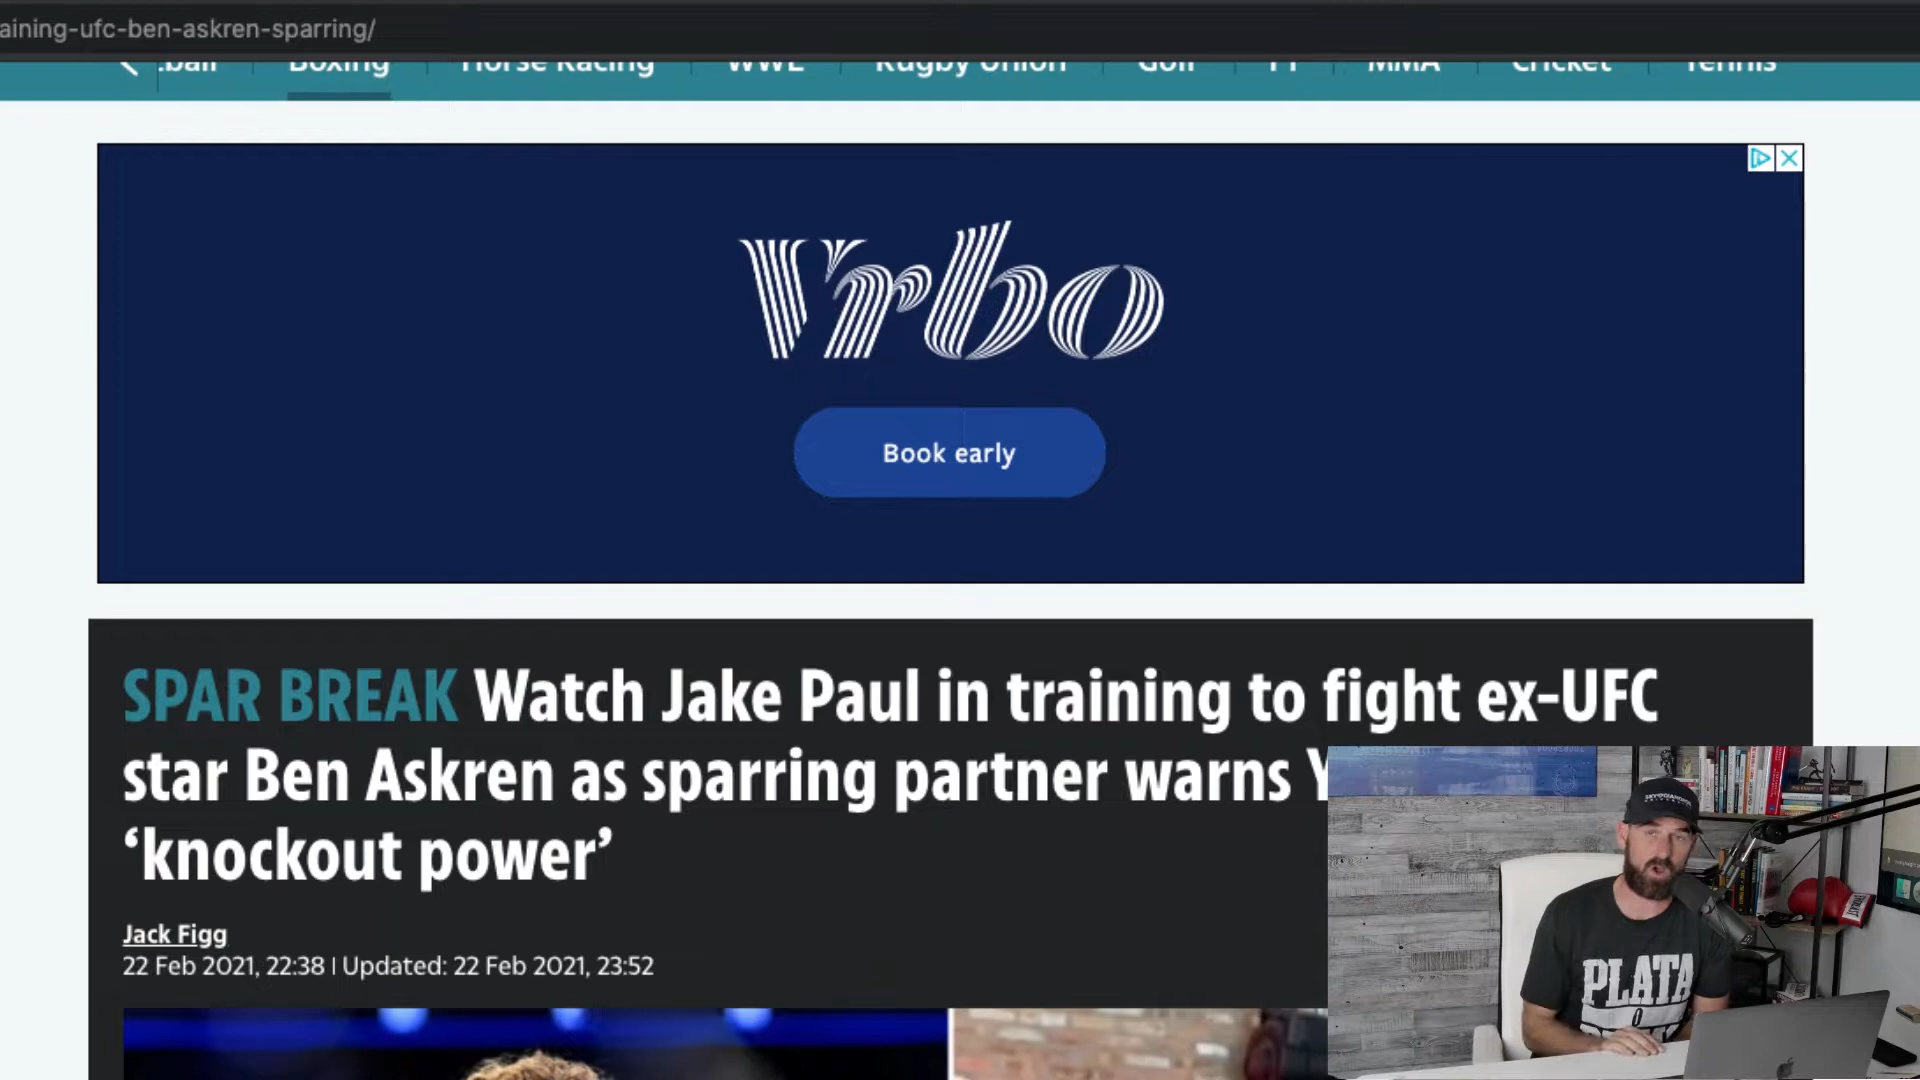 aining-ufc-ben-askren-sparring/
Boxing Horse Racing WWE Rugby Union Golf F1 MMA Cricket Tennis
Vrbo
Book early
SPAR BREAK Watch Jake Paul in training to fight ex-UFC
star Ben Askren as sparring partner warns Y
‘knockout power’
Jack Figg
22 Feb 2021, 22:38 | Updated: 22 Feb 2021, 23:52
PLATA
O